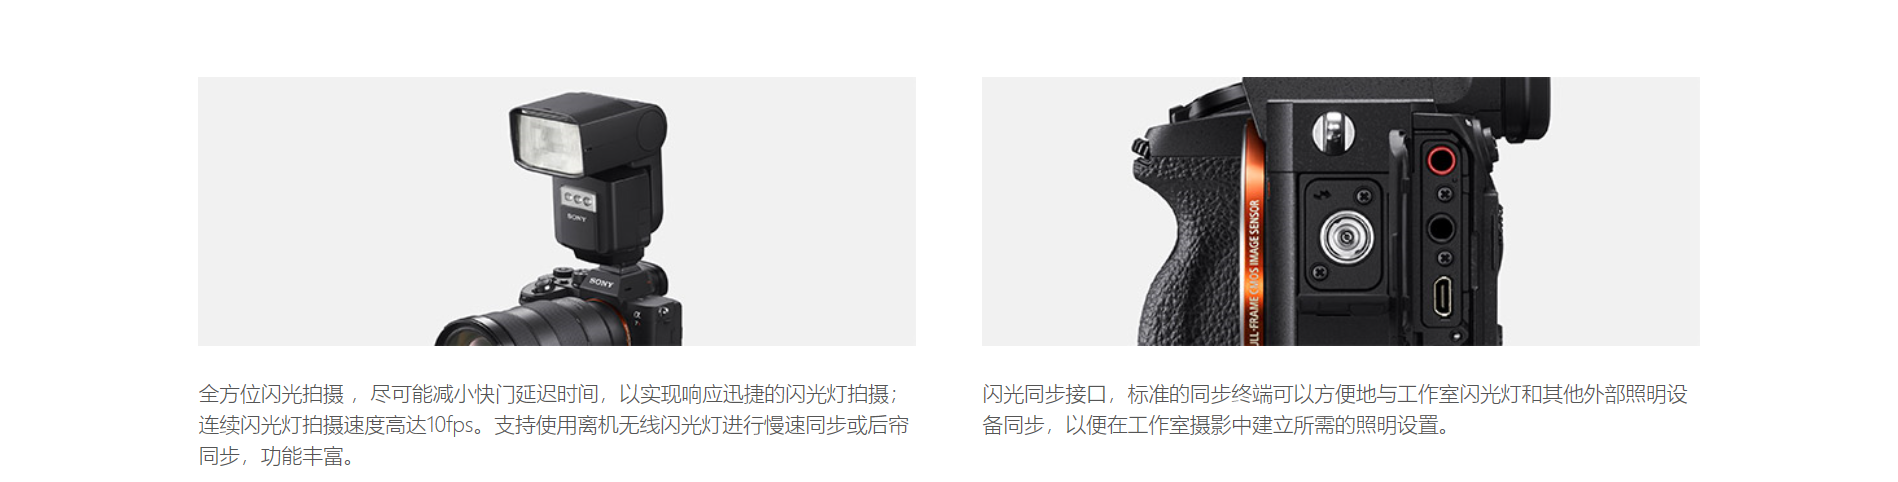 SONY
SONY
α
7
FULL-FRAME CMOS IMAGE SENSOR
全方位闪光拍摄 ，尽可能减小快门延迟时间，以实现响应迅捷的闪光灯拍摄；
连续闪光灯拍摄速度高达10fps。支持使用离机无线闪光灯进行慢速同步或后帘
同步，功能丰富。
闪光同步接口，标准的同步终端可以方便地与工作室闪光灯和其他外部照明设
备同步，以便在工作室摄影中建立所需的照明设置。